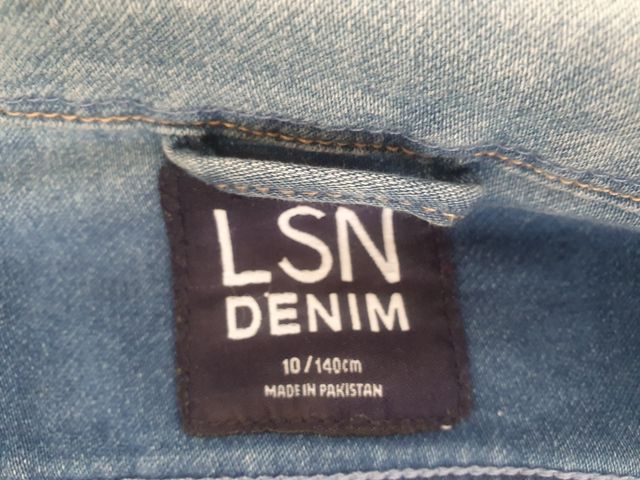 LSN
DENIM
10/140cm
MADE IN PAKISTAN